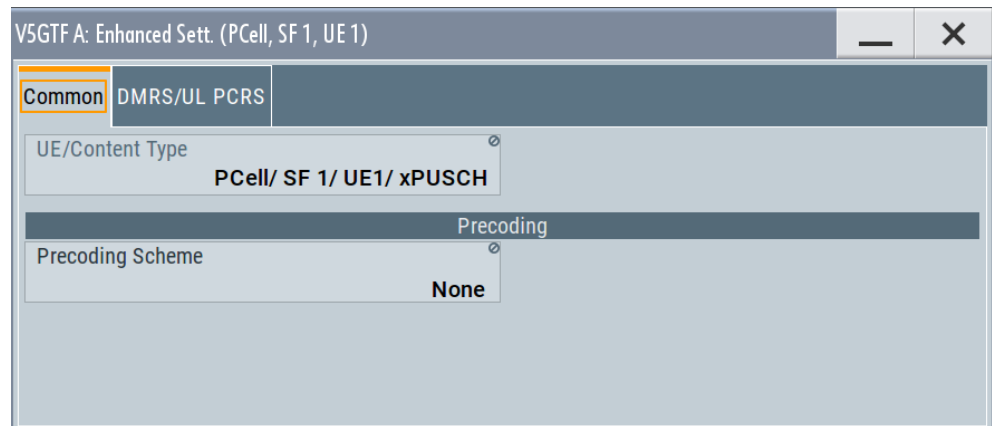 V5GTF A: Enhanced Sett. (PCell, SF 1, UE 1)
Common DMRS/UL PCRS
UE/Content Type
PCell/ SF 1/ UE1/ xPUSCH
Precoding
Precoding Scheme
None